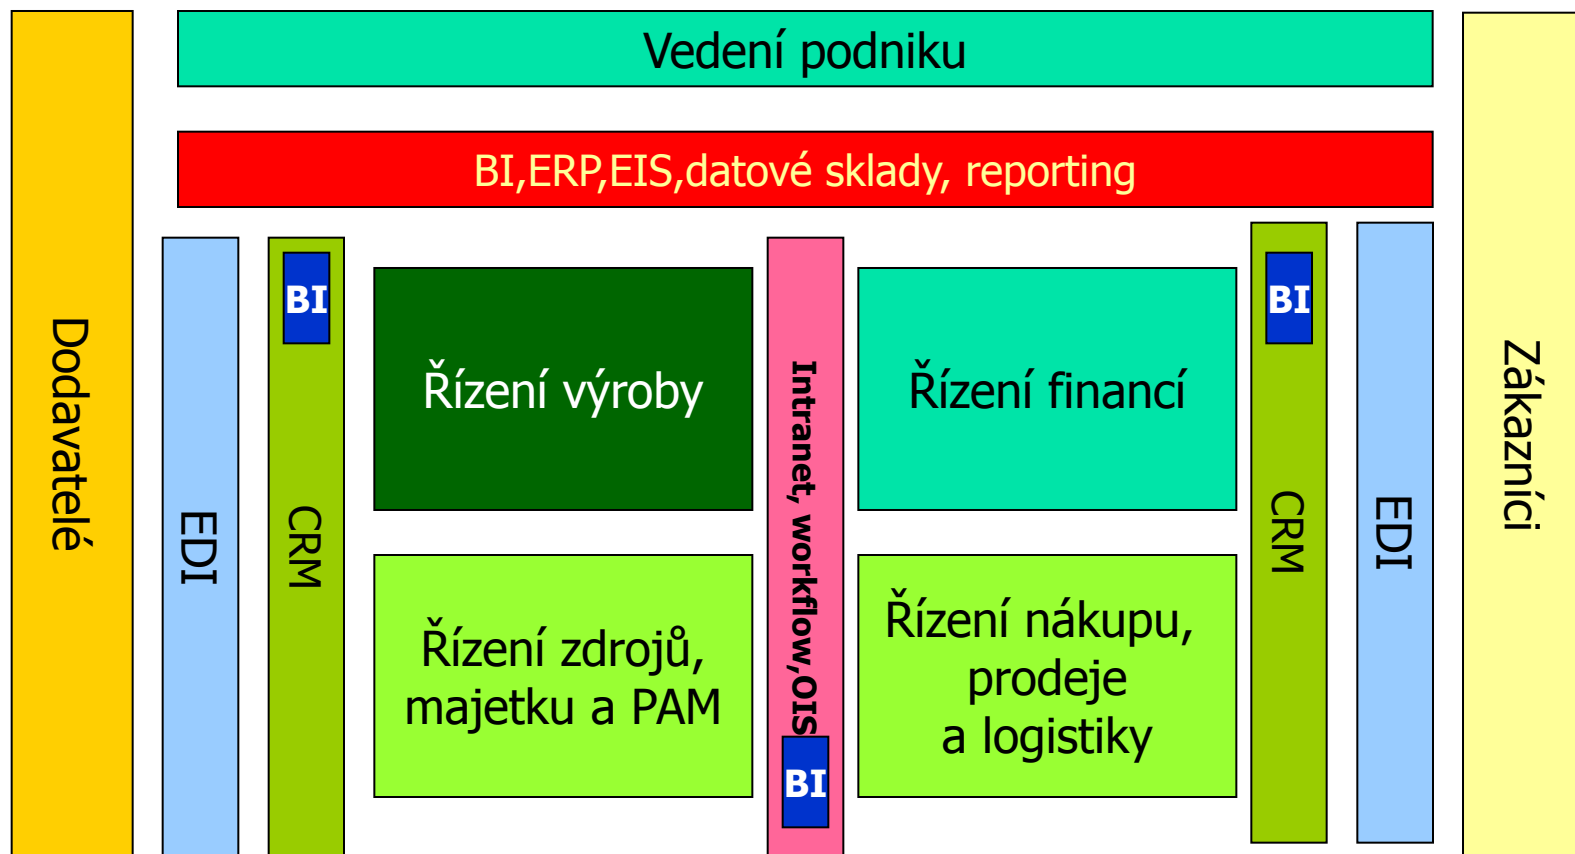 Vedení podniku
BI,ERP,EIS,datové sklady, reporting
Dodavatelé
EDI
CRM
BI
Řízení výroby
Řízení zdrojů,
majetku a PAM
Intranet, workflow,OIS
BI
Řízení financí
Řízení nákupu,
prodeje
a logistiky
BI
CRM
EDI
Zákazníci